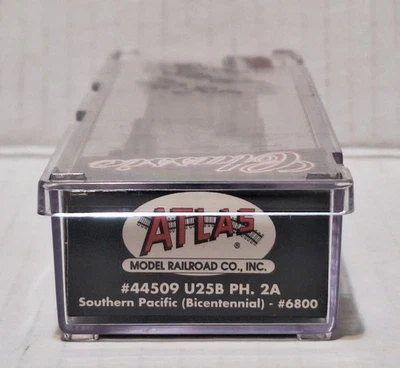 Classic
ATLAS
MODEL RAILROAD CO., INC.
#44509 U25B PH. 2A
Southern Pacific (Bicentennial) - #6800